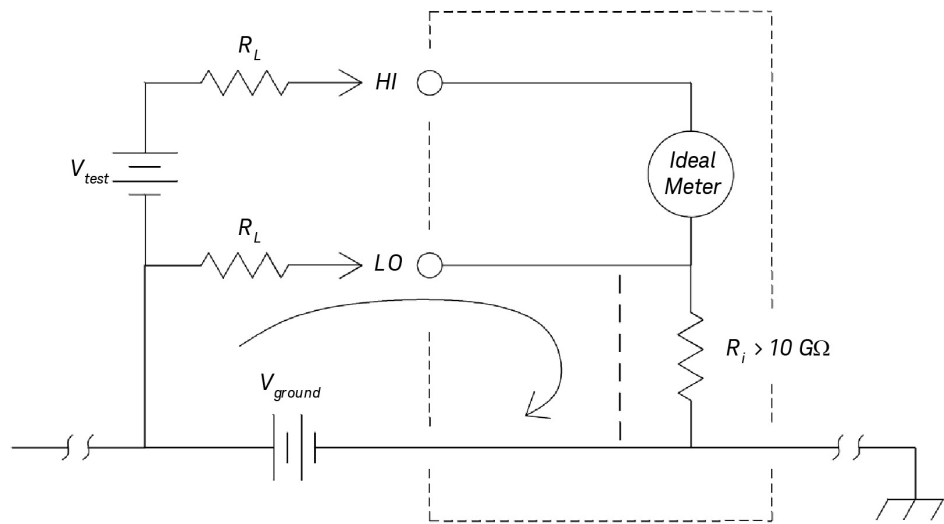 R_L
HI
V_test
Ideal
Meter
R_L
LO
R_i > 10 GΩ
V_ground